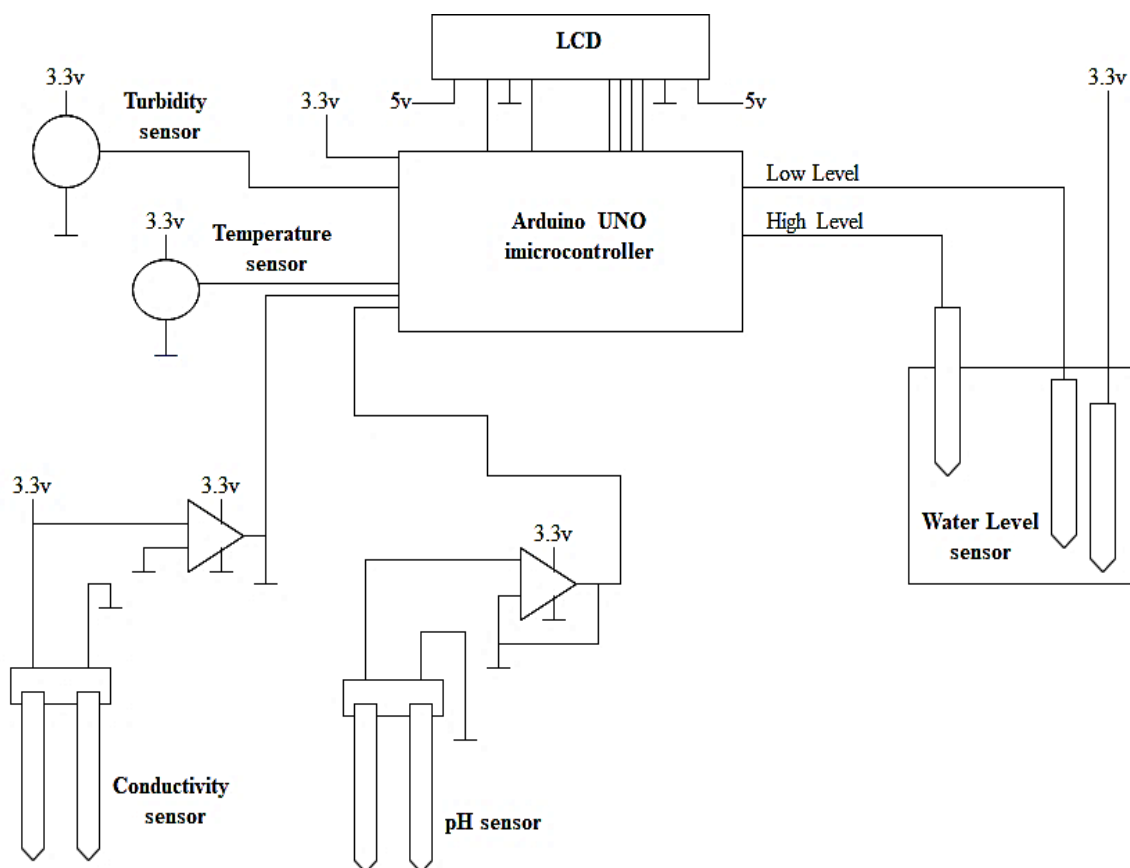 LCD
3.3v
5v
5v
3.3v
Turbidity
sensor
3.3v
Low Level
3.3v
Temperature
sensor
Arduino UNO
imicrocontroller
High Level
3.3v
3.3v
Water Level
sensor
3.3v
Conductivity
sensor
pH sensor